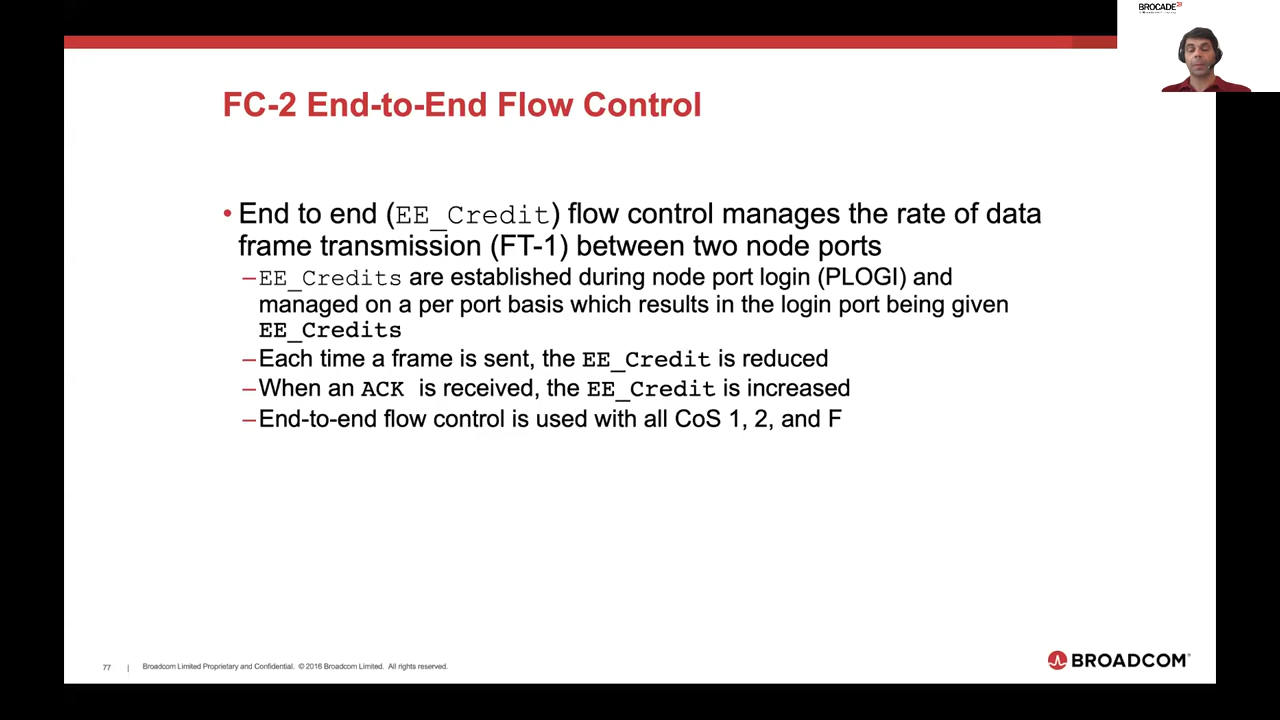 BROCADE
FC-2 End-to-End Flow Control
• End to end (EE_Credit) flow control manages the rate of data
frame transmission (FT-1) between two node ports
–EE_Credits are established during node port login (PLOGI) and
managed on a per port basis which results in the login port being given
EE_Credits
–Each time a frame is sent, the EE_Credit is reduced
–When an ACK is received, the EE_Credit is increased
–End-to-end flow control is used with all CoS 1, 2, and F
77 | Broadcom Limited Proprietary and Confidential. © 2016 Broadcom Limited. All rights reserved.
BROADCOM®